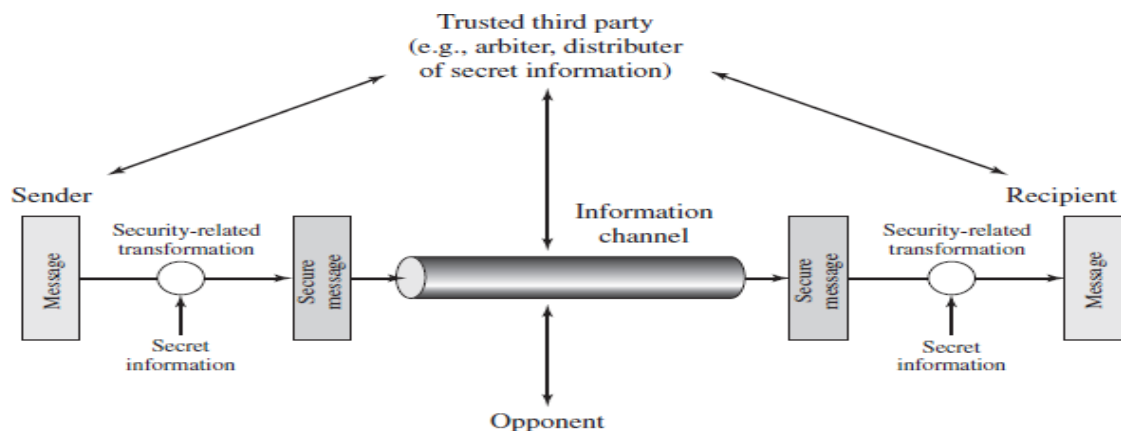 Trusted third party
(e.g., arbiter, distributer
of secret information)
Sender
Recipient
Information
channel
Security-related
transformation
Security-related
transformation
Message
Secure
message
Secure
message
Message
Secret
information
Secret
information
Opponent